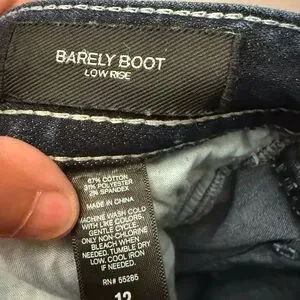 BARELY BOOT
LOW RISE
67% COTTON
31% POLYESTER
2% SPANDEX
MADE IN CHINA
MACHINE WASH COLD
WITH LIKE COLORS,
GENTLE CYCLE.
ONLY NON-CHLORINE
BLEACH WHEN
NEEDED. TUMBLE DRY
LOW, COOL IRON
IF NEEDED.
RN# 55285
12